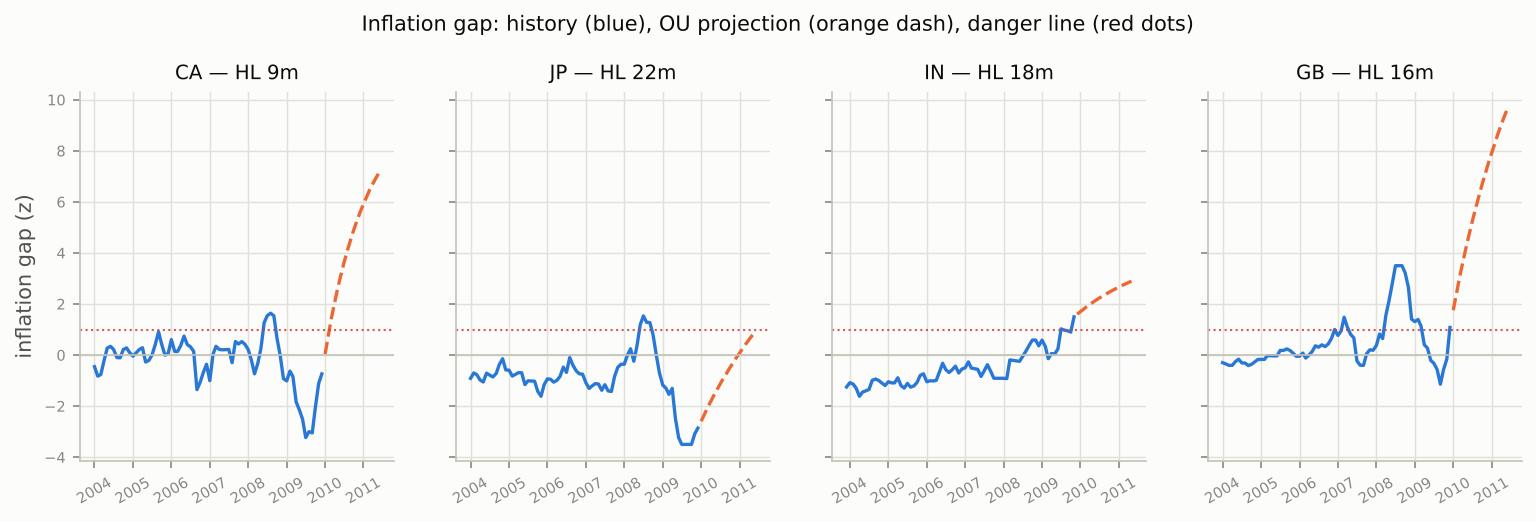 Inflation gap: history (blue), OU projection (orange dash), danger line (red dots)
CA — HL 9m
JP — HL 22m
IN — HL 18m
GB — HL 16m
inflation gap (z)
10
8
6
4
2
0
−2
−4
2004 2005 2006 2007 2008 2009 2010 2011
2004 2005 2006 2007 2008 2009 2010 2011
2004 2005 2006 2007 2008 2009 2010 2011
2004 2005 2006 2007 2008 2009 2010 2011